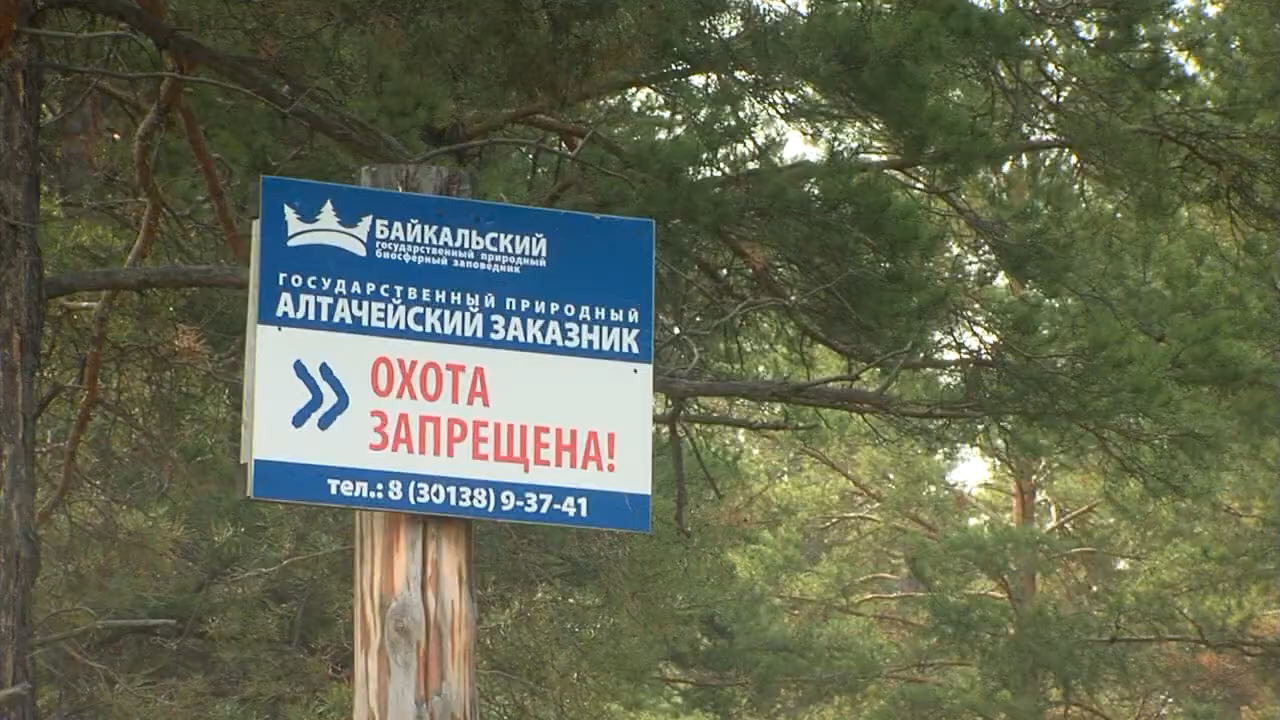 БАЙКАЛЬСКИЙ
государственный природный
биосферный заповедник
ГОСУДАРСТВЕННЫЙ ПРИРОДНЫЙ
АЛТАЧЕЙСКИЙ ЗАКАЗНИК
ОХОТА
ЗАПРЕЩЕНА!
тел.: 8 (30138) 9-37-41